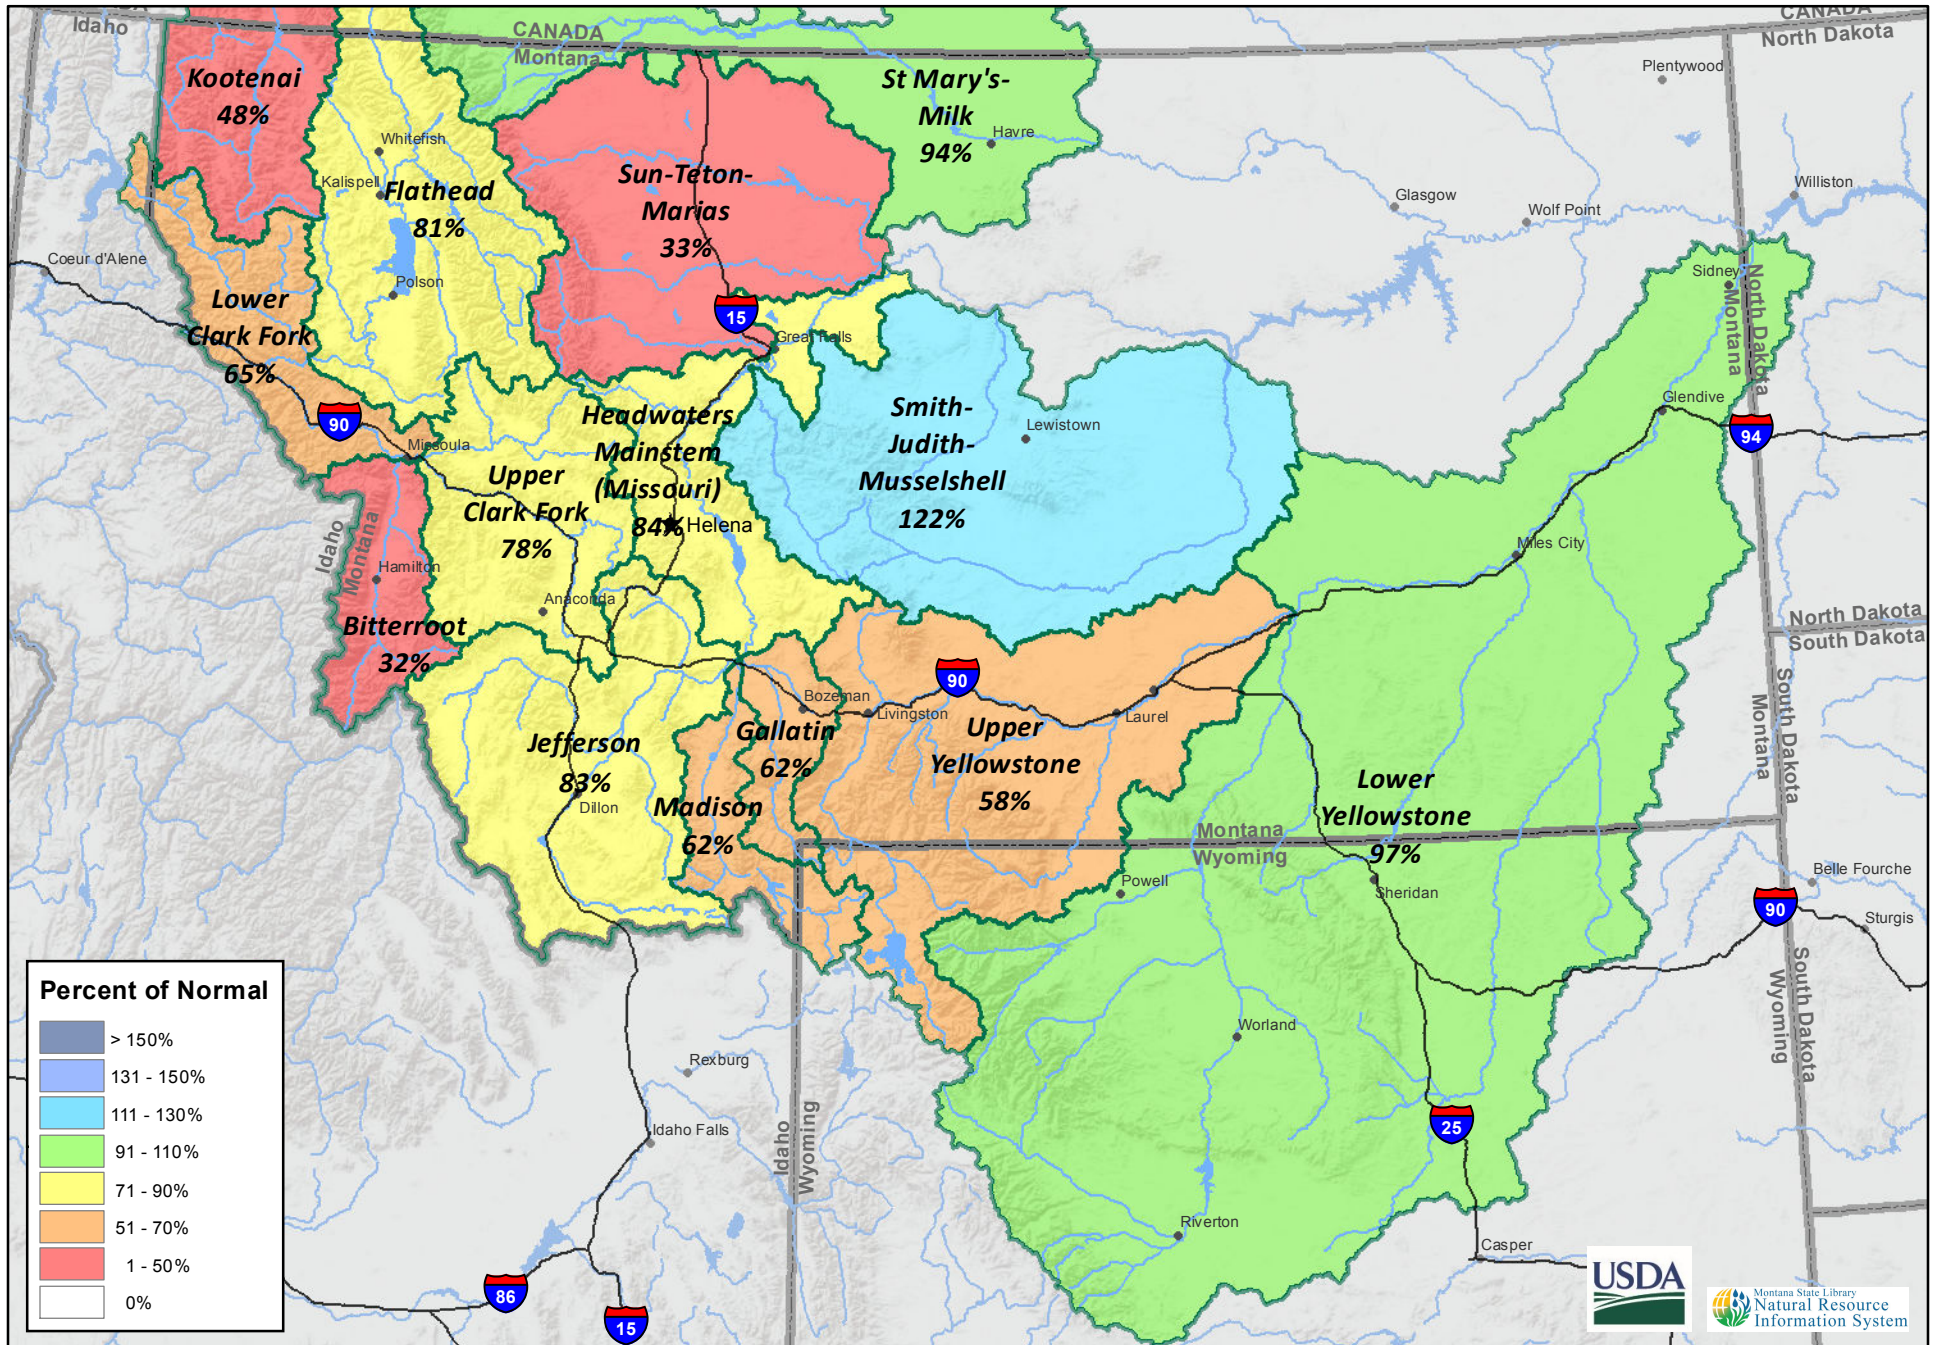 CANADA
Idaho
CANADA
Montana
CANADA
North Dakota
Kootenai
48%
St Mary's-
Milk
94%
Plentywood
Whitefish
Havre
Kalispell
Flathead
81%
Sun-Teton-
Marias
33%
Glasgow
Wolf Point
Williston
Coeur d'Alene
Polson
Sidney
North Dakota
Montana
Lower
Clark Fork
65%
15
Great Falls
90
Missoula
Headwaters
Mainstem
(Missouri)
84%
Helena
Smith-
Judith-
Musselshell
122%
Lewistown
Glendive
94
Upper
Clark Fork
78%
Idaho
Montana
Hamilton
Anaconda
Miles City
Bitterroot
32%
North Dakota
South Dakota
90
Bozeman
Livingston
Laurel
South Dakota
Montana
Jefferson
83%
Dillon
Gallatin
62%
Madison
62%
Upper
Yellowstone
58%
Lower
Yellowstone
97%
Montana
Wyoming
Powell
Sheridan
Belle Fourche
90
Sturgis
South Dakota
Wyoming
Worland
Rexburg
Idaho Falls
Idaho
Wyoming
25
Riverton
Casper
86
15
Percent of Normal
> 150%
131 - 150%
111 - 130%
91 - 110%
71 - 90%
51 - 70%
1 - 50%
0%
USDA
Montana State Library
Natural Resource
Information System